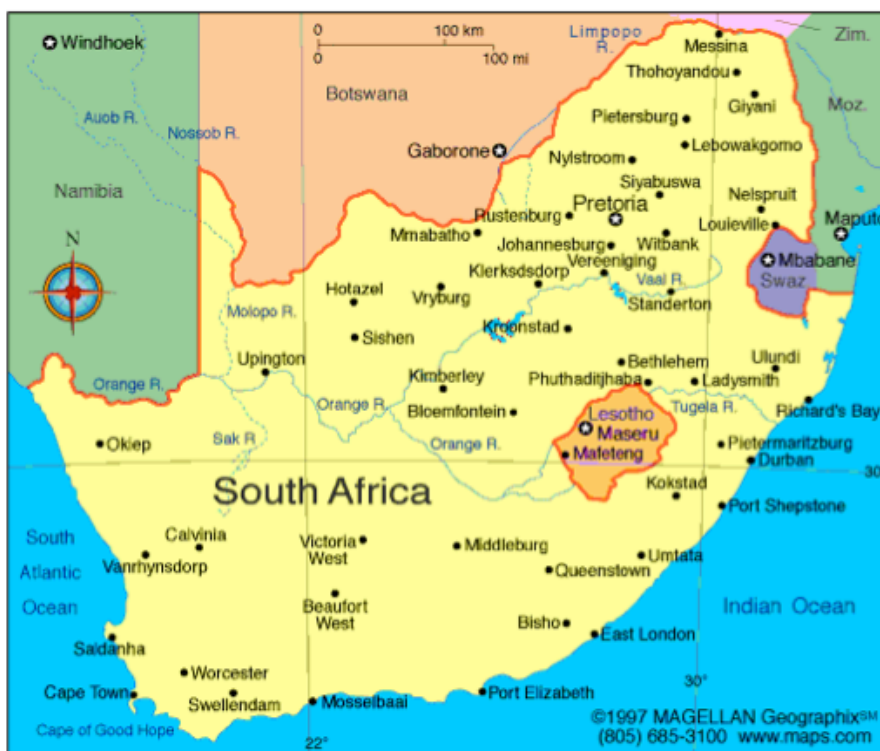 Windhoek
0 100 km
0 100 mi
Limpopo
R.
Messina
Zim.
Thohoyandou
Botswana
Giyani
Moz.
Auob R.
Nossob R.
Pietersburg
Gaborone
Lebowakgomo
Nylstroom
Namibia
Siyabuswa
Nelspruit
Pretoria
Rustenburg
Louieville
Maputo
N
Mmabatho
Johannesburg
Witbank
Mbabane
Vereeniging
Klerksdsdorp
Vaal R.
Swaz
Hotazel
Vryburg
Standerton
Molopo R.
Sishen
Kroonstad
Upington
Bethlehem
Ulundi
Orange R.
Kimberley
Phuthaditjhaba
Ladysmith
Orange R.
Bloemfontein
Lesotho
Tugela R.
Richard's Bay
Okiep
Sak R
Orange R.
Maseru
Mafeteng
Pietermaritzburg
Durban
30
South Africa
Kokstad
Port Shepstone
South
Atlantic
Ocean
Calvinia
Vanrhynsdorp
Victoria
West
Middleburg
Umtata
Queenstown
Beaufort
West
Indian Ocean
Bisho
East London
Saldanha
Worcester
Cape Town
Swellendam
Mosselbaai
Port Elizabeth
30°
Cape of Good Hope
22°
©1997 MAGELLAN Geographix℠
(805) 685-3100 www.maps.com